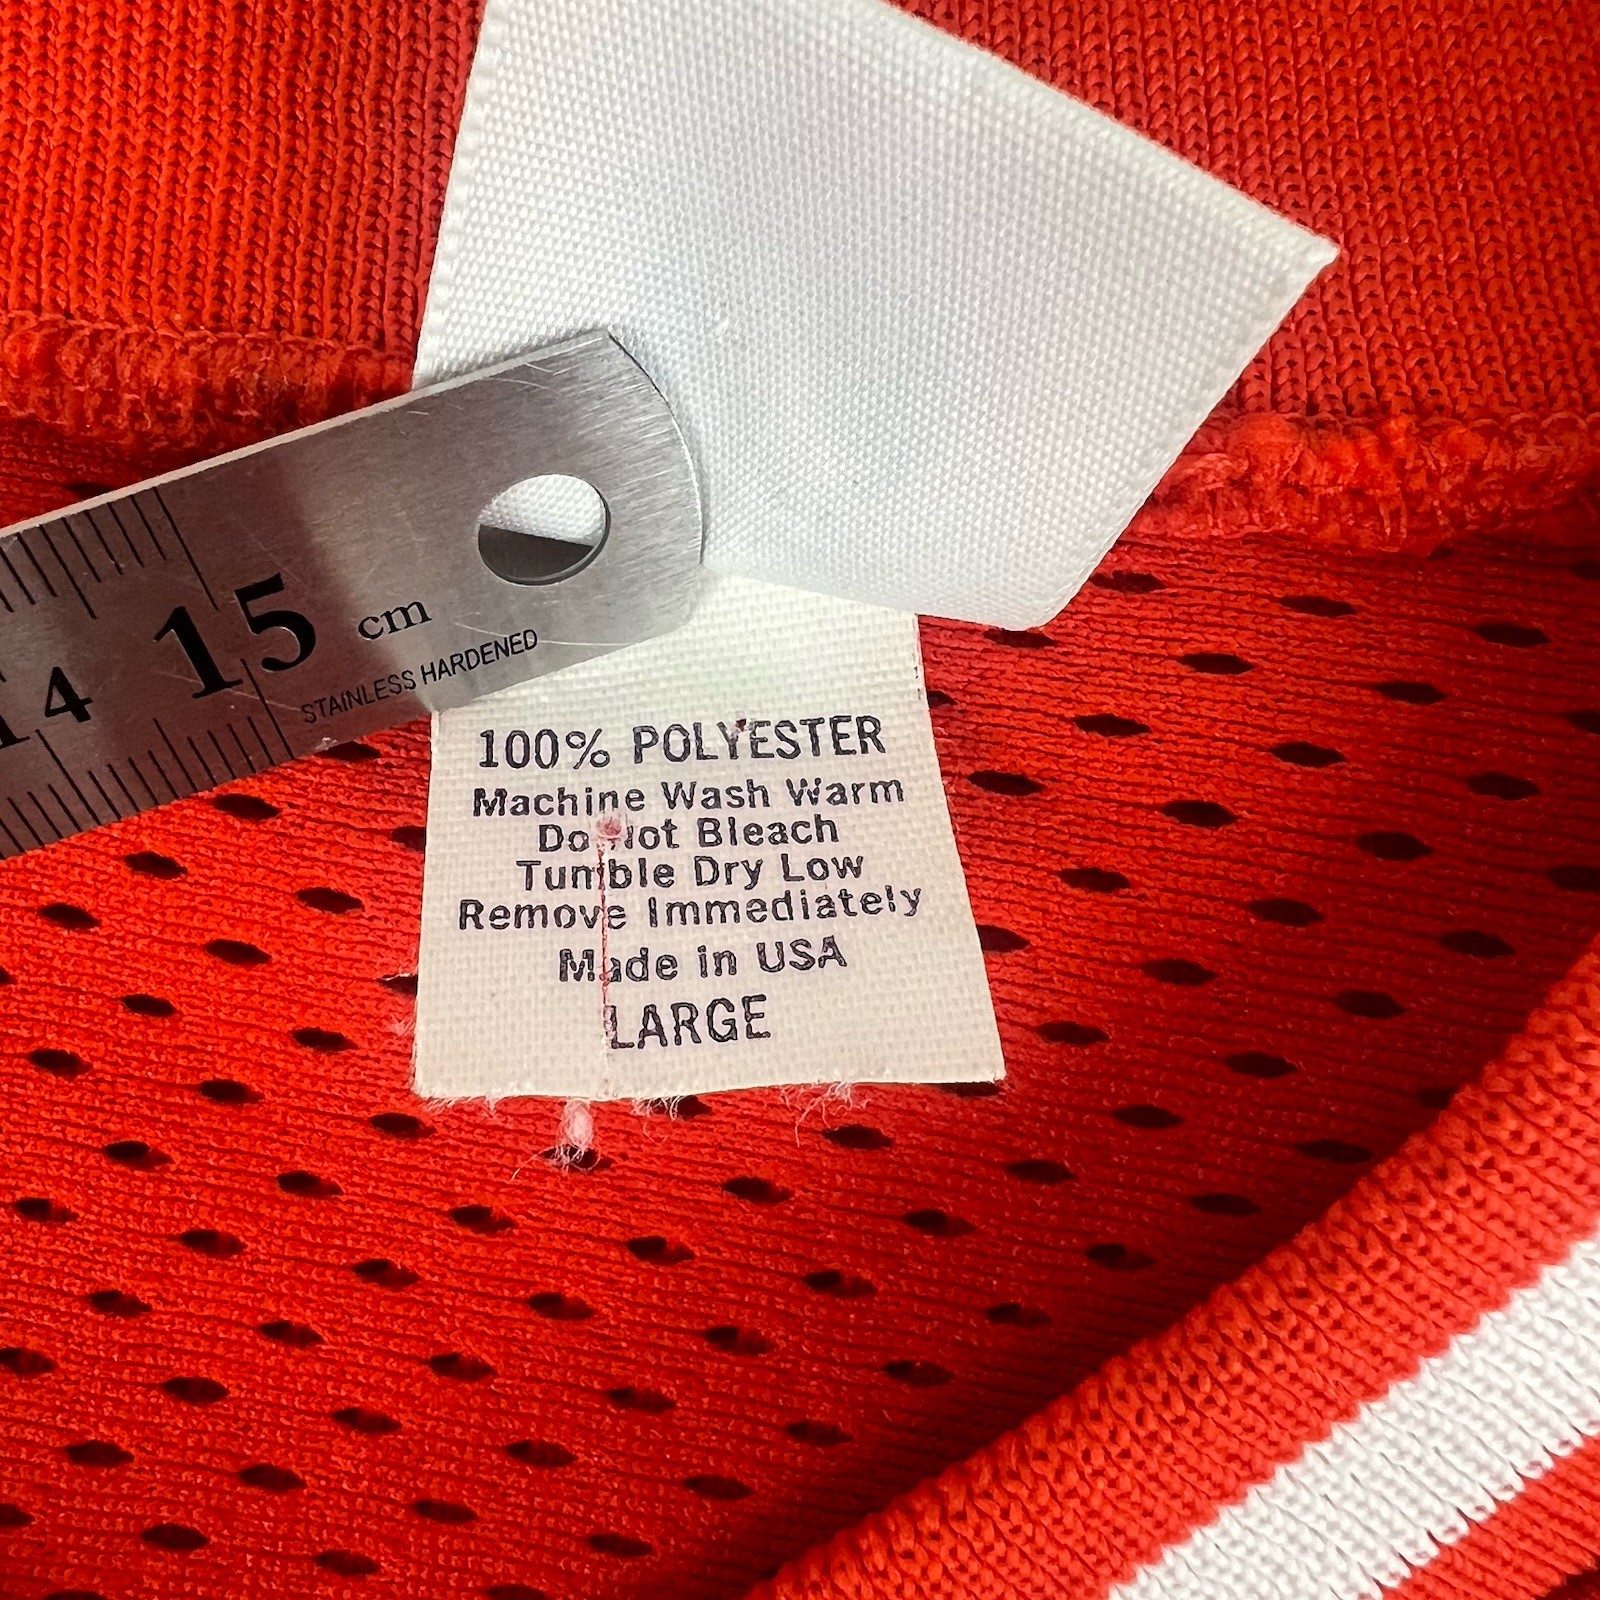 14 15 cm
STAINLESS HARDENED
100% POLYESTER
Machine Wash Warm
Do Not Bleach
Tumble Dry Low
Remove Immediately
Made in USA
LARGE